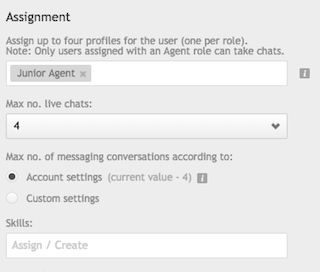 Assignment
Assign up to four profiles for the user (one per role).
Note: Only users assigned with an Agent role can take chats.
Junior Agent ×
Max no. live chats:
4
Max no. of messaging conversations according to:
Account settings (current value - 4)
Custom settings
Skills:
Assign / Create